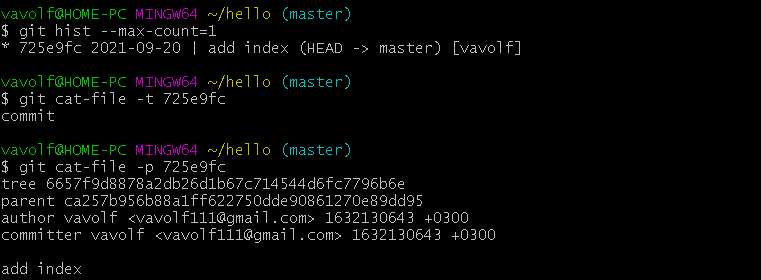 vavolf@HOME-PC MINGW64 ~/hello (master)
$ git hist --max-count=1
* 725e9fc 2021-09-20 | add index (HEAD -> master) [vavolf]
vavolf@HOME-PC MINGW64 ~/hello (master)
$ git cat-file -t 725e9fc
commit
vavolf@HOME-PC MINGW64 ~/hello (master)
$ git cat-file -p 725e9fc
tree 6657f9d8878a2db26d1b67c714544d6fc7796b6e
parent ca257b956b88a1ff622750dde90861270e89dd95
author vavolf <vavolf111@gmail.com> 1632130643 +0300
committer vavolf <vavolf111@gmail.com> 1632130643 +0300
add index